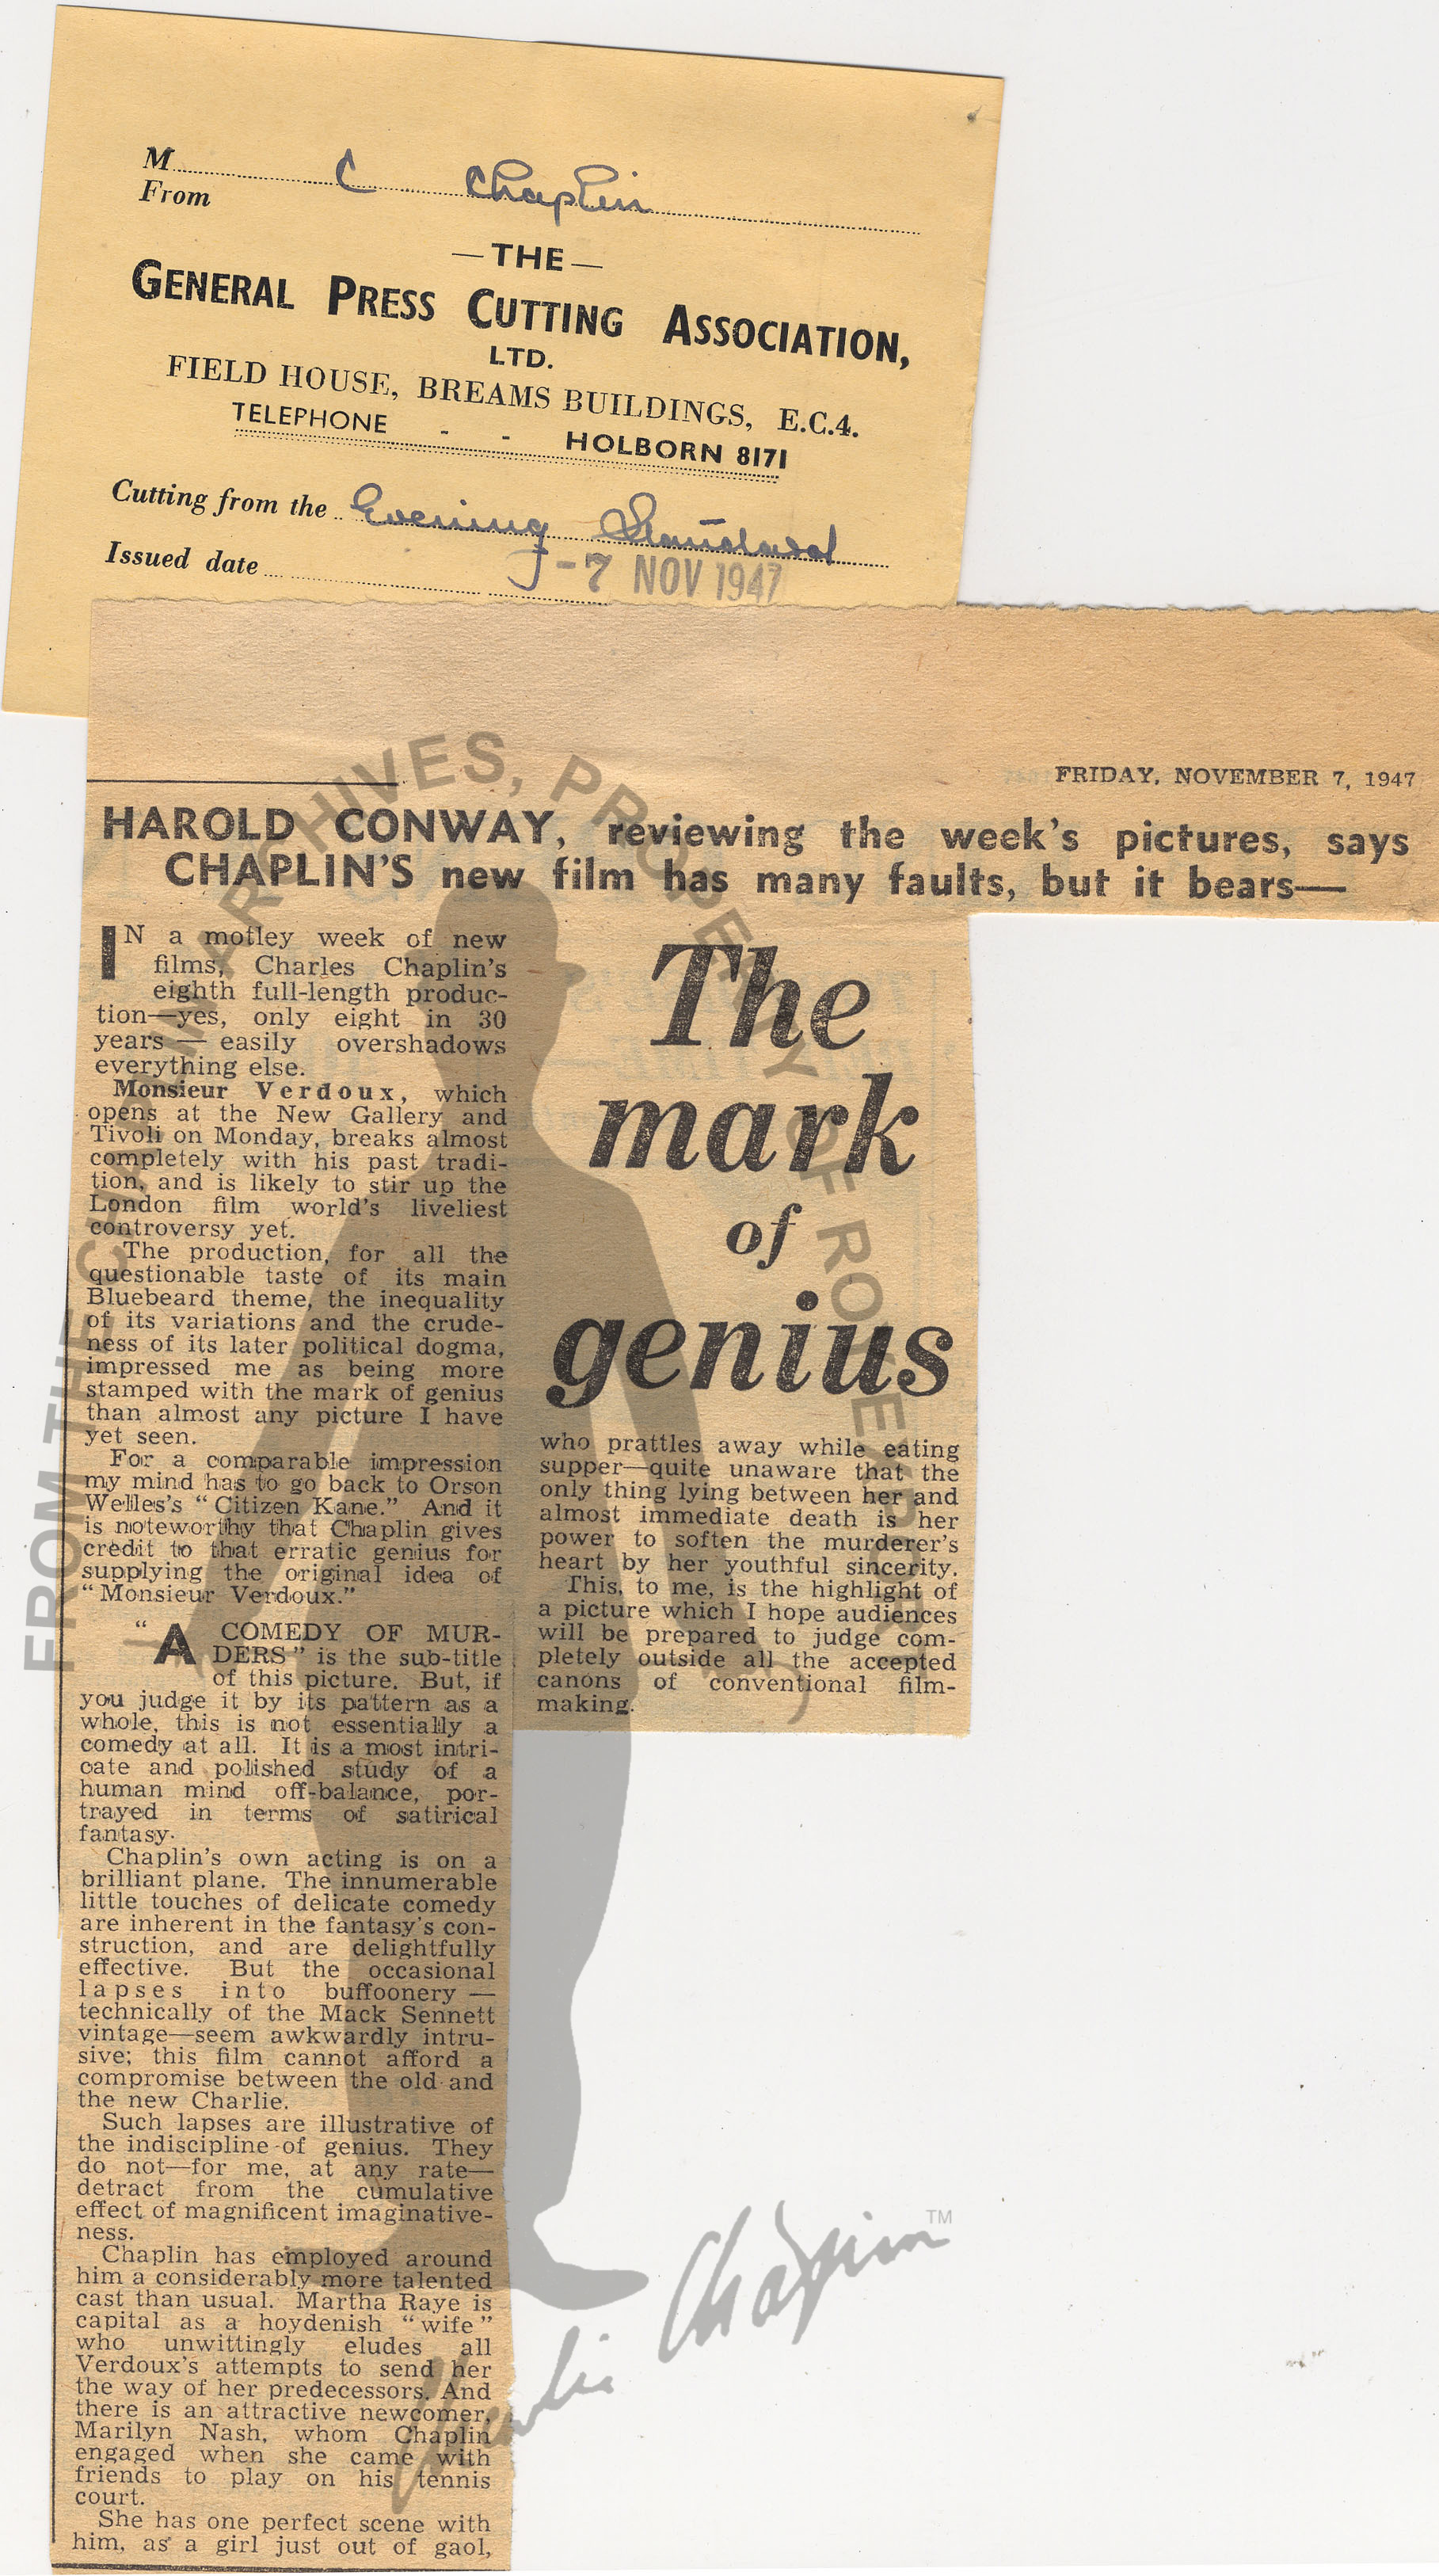 M C Chaplin
From
—THE—
GENERAL PRESS CUTTING ASSOCIATION,
LTD.
FIELD HOUSE, BREAMS BUILDINGS, E.C.4.
TELEPHONE - - HOLBORN 8171
Cutting from the Evening Standard
Issued date -7 NOV 1947
FRIDAY, NOVEMBER 7, 1947
HAROLD CONWAY, reviewing the week's pictures, says
CHAPLIN'S new film has many faults, but it bears—
The
mark
of
genius
IN a motley week of new
films, Charles Chaplin's
eighth full-length produc-
tion—yes, only eight in 30
years — easily overshadows
everything else.
Monsieur Verdoux, which
opens at the New Gallery and
Tivoli on Monday, breaks almost
completely with his past tradi-
tion, and is likely to stir up the
London film world's liveliest
controversy yet.
The production, for all the
questionable taste of its main
Bluebeard theme, the inequality
of its variations and the crude-
ness of its later political dogma,
impressed me as being more
stamped with the mark of genius
than almost any picture I have
yet seen.
For a comparable impression
my mind has to go back to Orson
Welles's "Citizen Kane." And it
is noteworthy that Chaplin gives
credit to that erratic genius for
supplying the original idea of
"Monsieur Verdoux."
"A COMEDY OF MUR-
DERS" is the sub-title
of this picture. But, if
you judge it by its pattern as a
whole, this is not essentially a
comedy at all. It is a most intri-
cate and polished study of a
human mind off-balance, por-
trayed in terms of satirical
fantasy.
Chaplin's own acting is on a
brilliant plane. The innumerable
little touches of delicate comedy
are inherent in the fantasy's con-
struction, and are delightfully
effective. But the occasional
lapses into buffoonery —
technically of the Mack Sennett
vintage—seem awkwardly intru-
sive; this film cannot afford a
compromise between the old and
the new Charlie.
Such lapses are illustrative of
the indiscipline of genius. They
do not—for me, at any rate—
detract from the cumulative
effect of magnificent imaginative-
ness.
Chaplin has employed around
him a considerably more talented
cast than usual. Martha Raye is
capital as a hoydenish "wife"
who unwittingly eludes all
Verdoux's attempts to send her
the way of her predecessors. And
there is an attractive newcomer,
Marilyn Nash, whom Chaplin
engaged when she came with
friends to play on his tennis
court.
She has one perfect scene with
him, as a girl just out of gaol,
who prattles away while eating
supper—quite unaware that the
only thing lying between her and
almost immediate death is her
power to soften the murderer's
heart by her youthful sincerity.
This, to me, is the highlight of
a picture which I hope audiences
will be prepared to judge com-
pletely outside all the accepted
canons of conventional film-
making.
FROM THE CHAPLIN ARCHIVES, PROPERTY OF ROY EXPORT
Charlie Chaplin TM